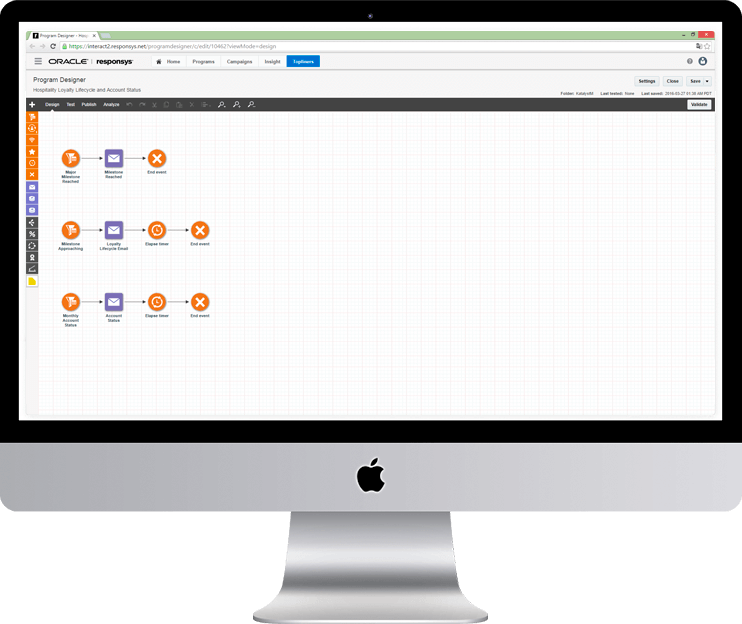 Program Designer - Hosp
https://interact2.responsys.net/programdesigner/c/edit/10462?viewMode=design
ORACLE responsys Home Programs Campaigns Insight Topliners
Program Designer
Settings Close Save
Hospitality Loyalty Lifecycle and Account Status
Last tested: None Last saved: 2016-03-27 01:36 AM PDT
Design Test Publish Analyze Validate
Major
Milestone
Reached
Milestone
Reached
End event
Milestone
Approaching
Loyalty
Lifecycle Email
Elapse timer
End event
Monthly
Account
Status
Account
Status
Elapse timer
End event